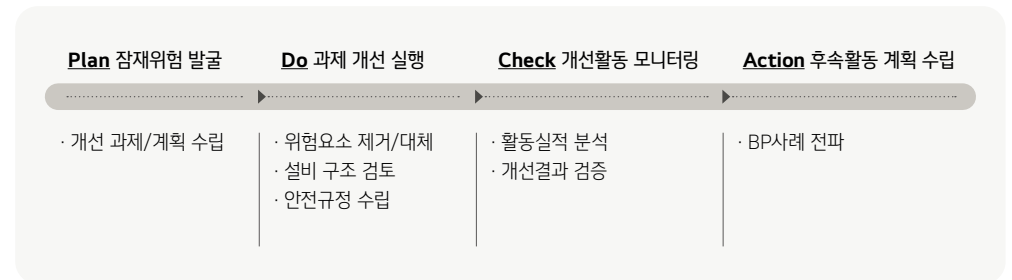 Plan 잠재위험 발굴
· 개선 과제/계획 수립
Do 과제 개선 실행
· 위험요소 제거/대체
· 설비 구조 검토
· 안전규정 수립
Check 개선활동 모니터링
· 활동실적 분석
· 개선결과 검증
Action 후속활동 계획 수립
· BP사례 전파